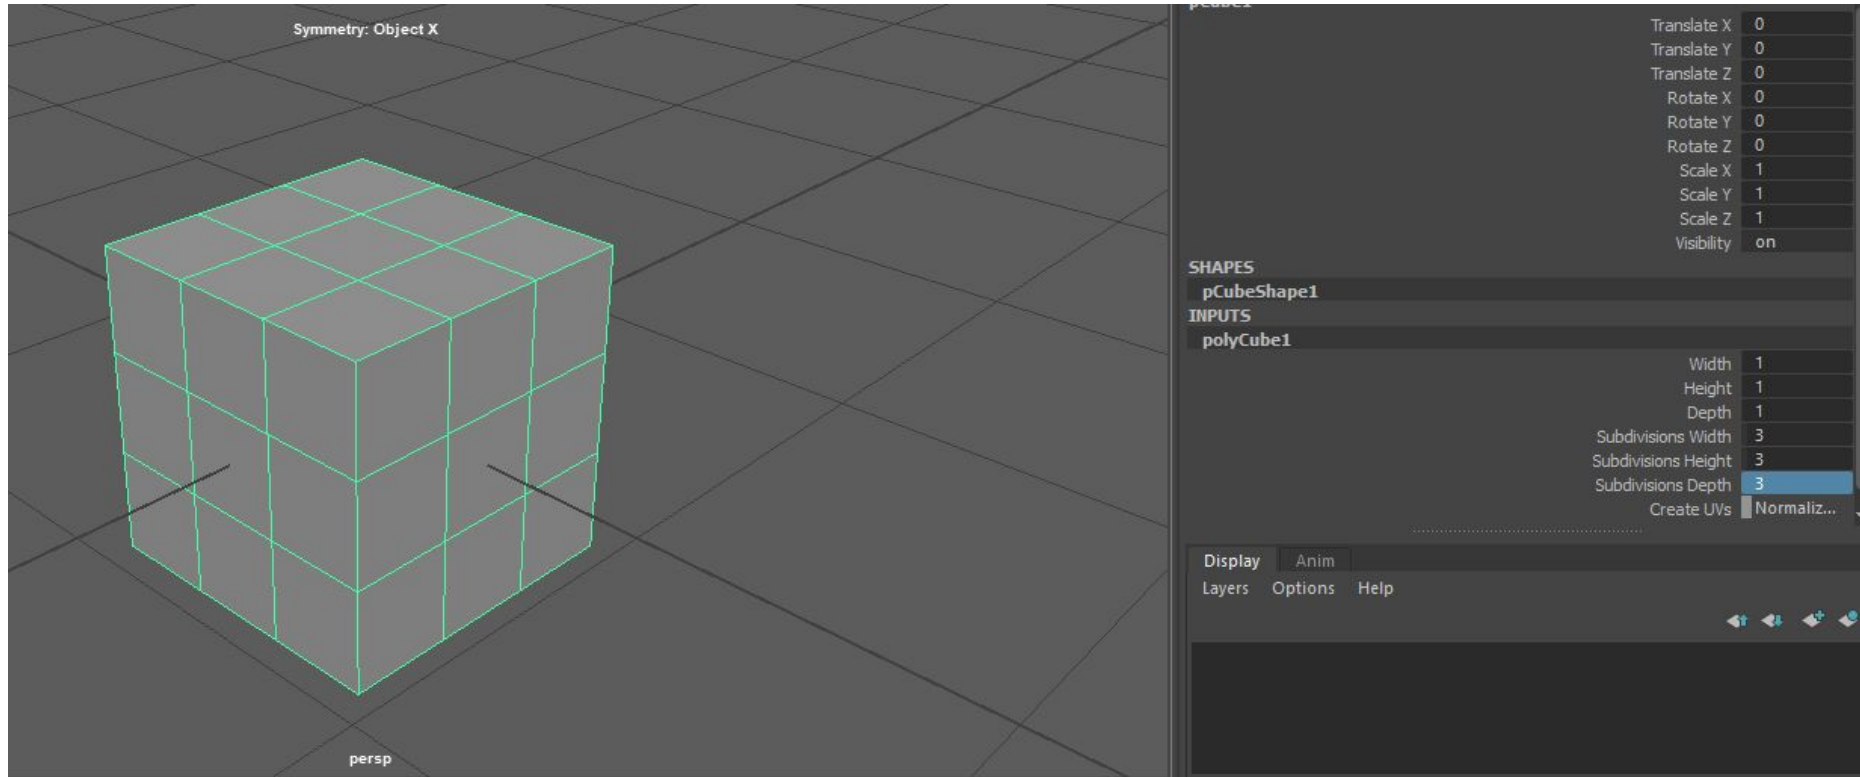 Symmetry: Object X
persp
pCube1
Translate X 0
Translate Y 0
Translate Z 0
Rotate X 0
Rotate Y 0
Rotate Z 0
Scale X 1
Scale Y 1
Scale Z 1
Visibility on
SHAPES
pCubeShape1
INPUTS
polyCube1
Width 1
Height 1
Depth 1
Subdivisions Width 3
Subdivisions Height 3
Subdivisions Depth 3
Create UVs Normaliz...
Display Anim
Layers Options Help